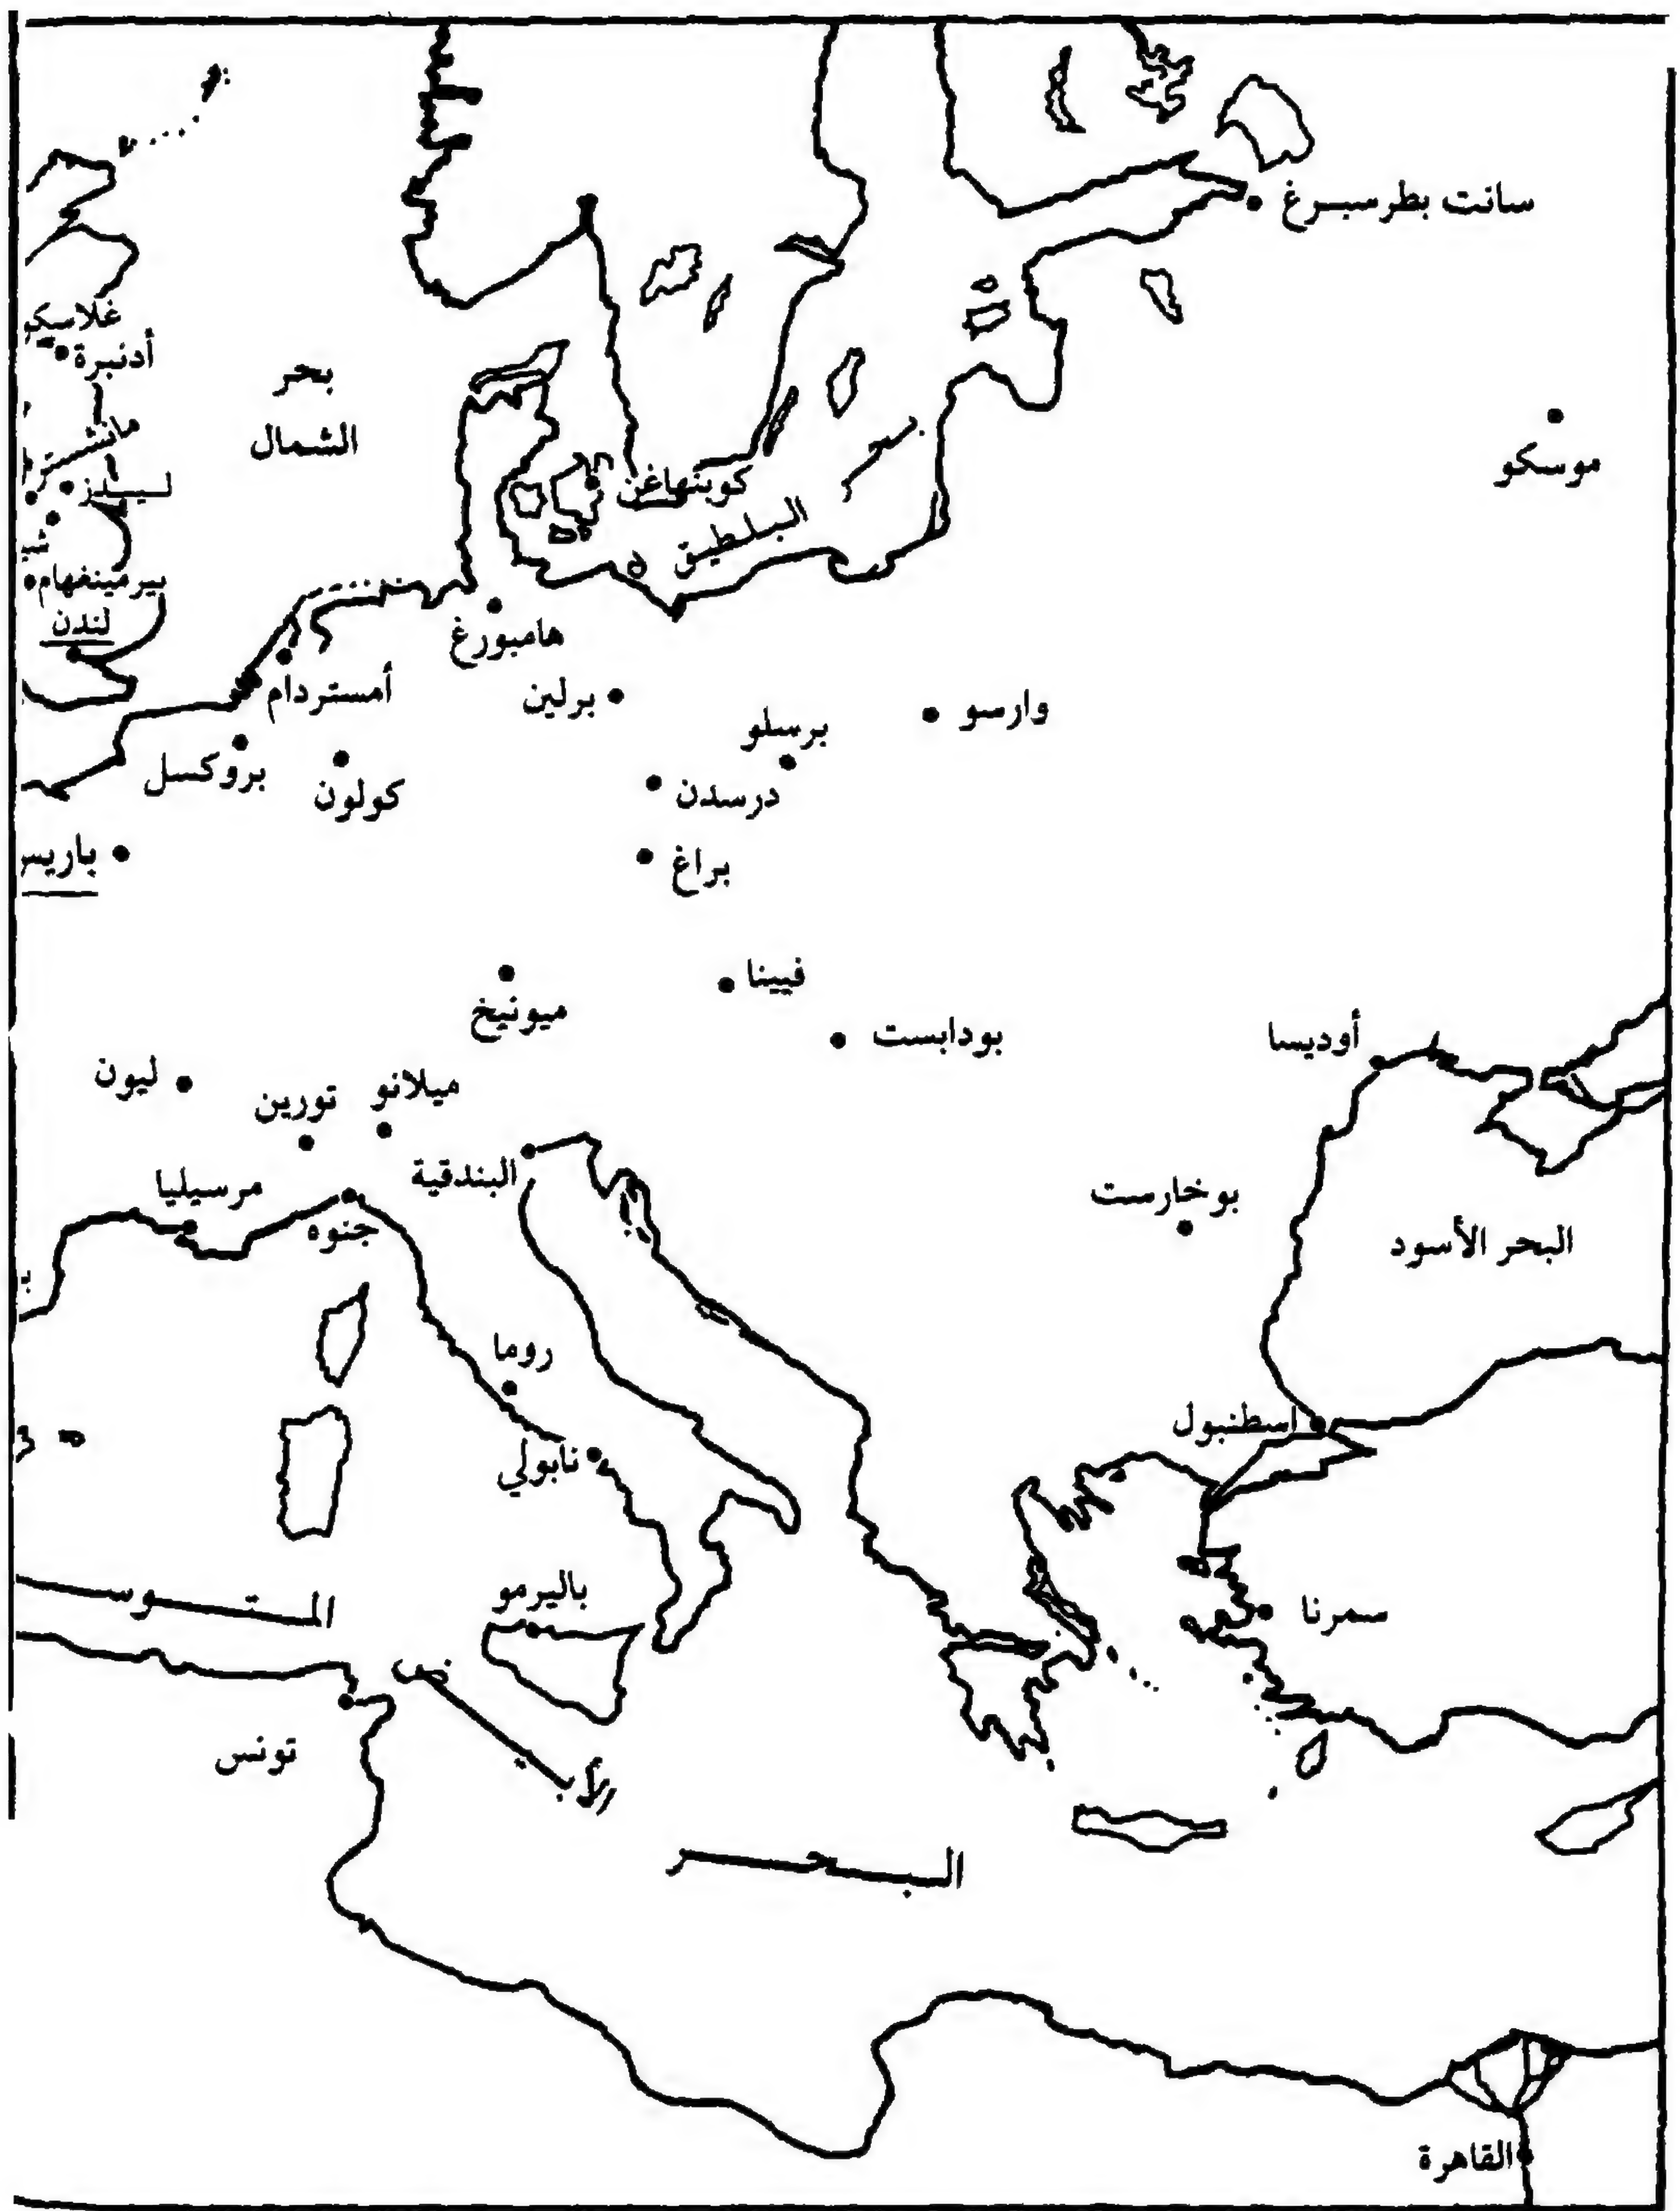 سانت بطرسبرغ
أدنبرة
بحر
الشمال
موسكو
ليدز
كوبنهاغن
البلطيق
بيرمينغهام
لندن
هامبورغ
أمستردام
برلين
وارسو
برسلو
بروكسل
كولون
درسدن
باريس
براغ
فيينا
ميونيخ
بودابست
أوديسا
ليون
تورين
ميلانو
البندقية
مرسيليا
جنوه
بوخارست
البحر الأسود
روما
اسطنبول
نابولي
باليرمو
سمرنا
تونس
البحر
الأبيض
المتوسـ
القاهرة